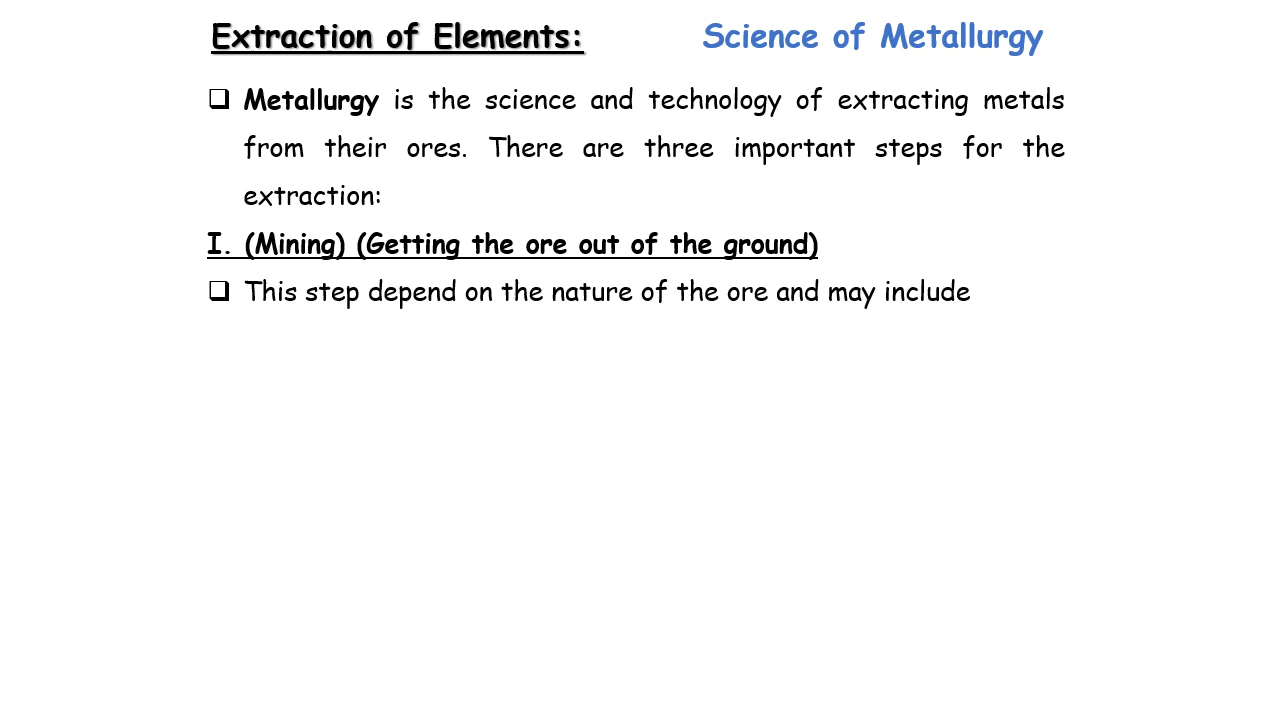 Extraction of Elements: Science of Metallurgy
❑ Metallurgy is the science and technology of extracting metals
from their ores. There are three important steps for the
extraction:
I. (Mining) (Getting the ore out of the ground)
❑ This step depend on the nature of the ore and may include